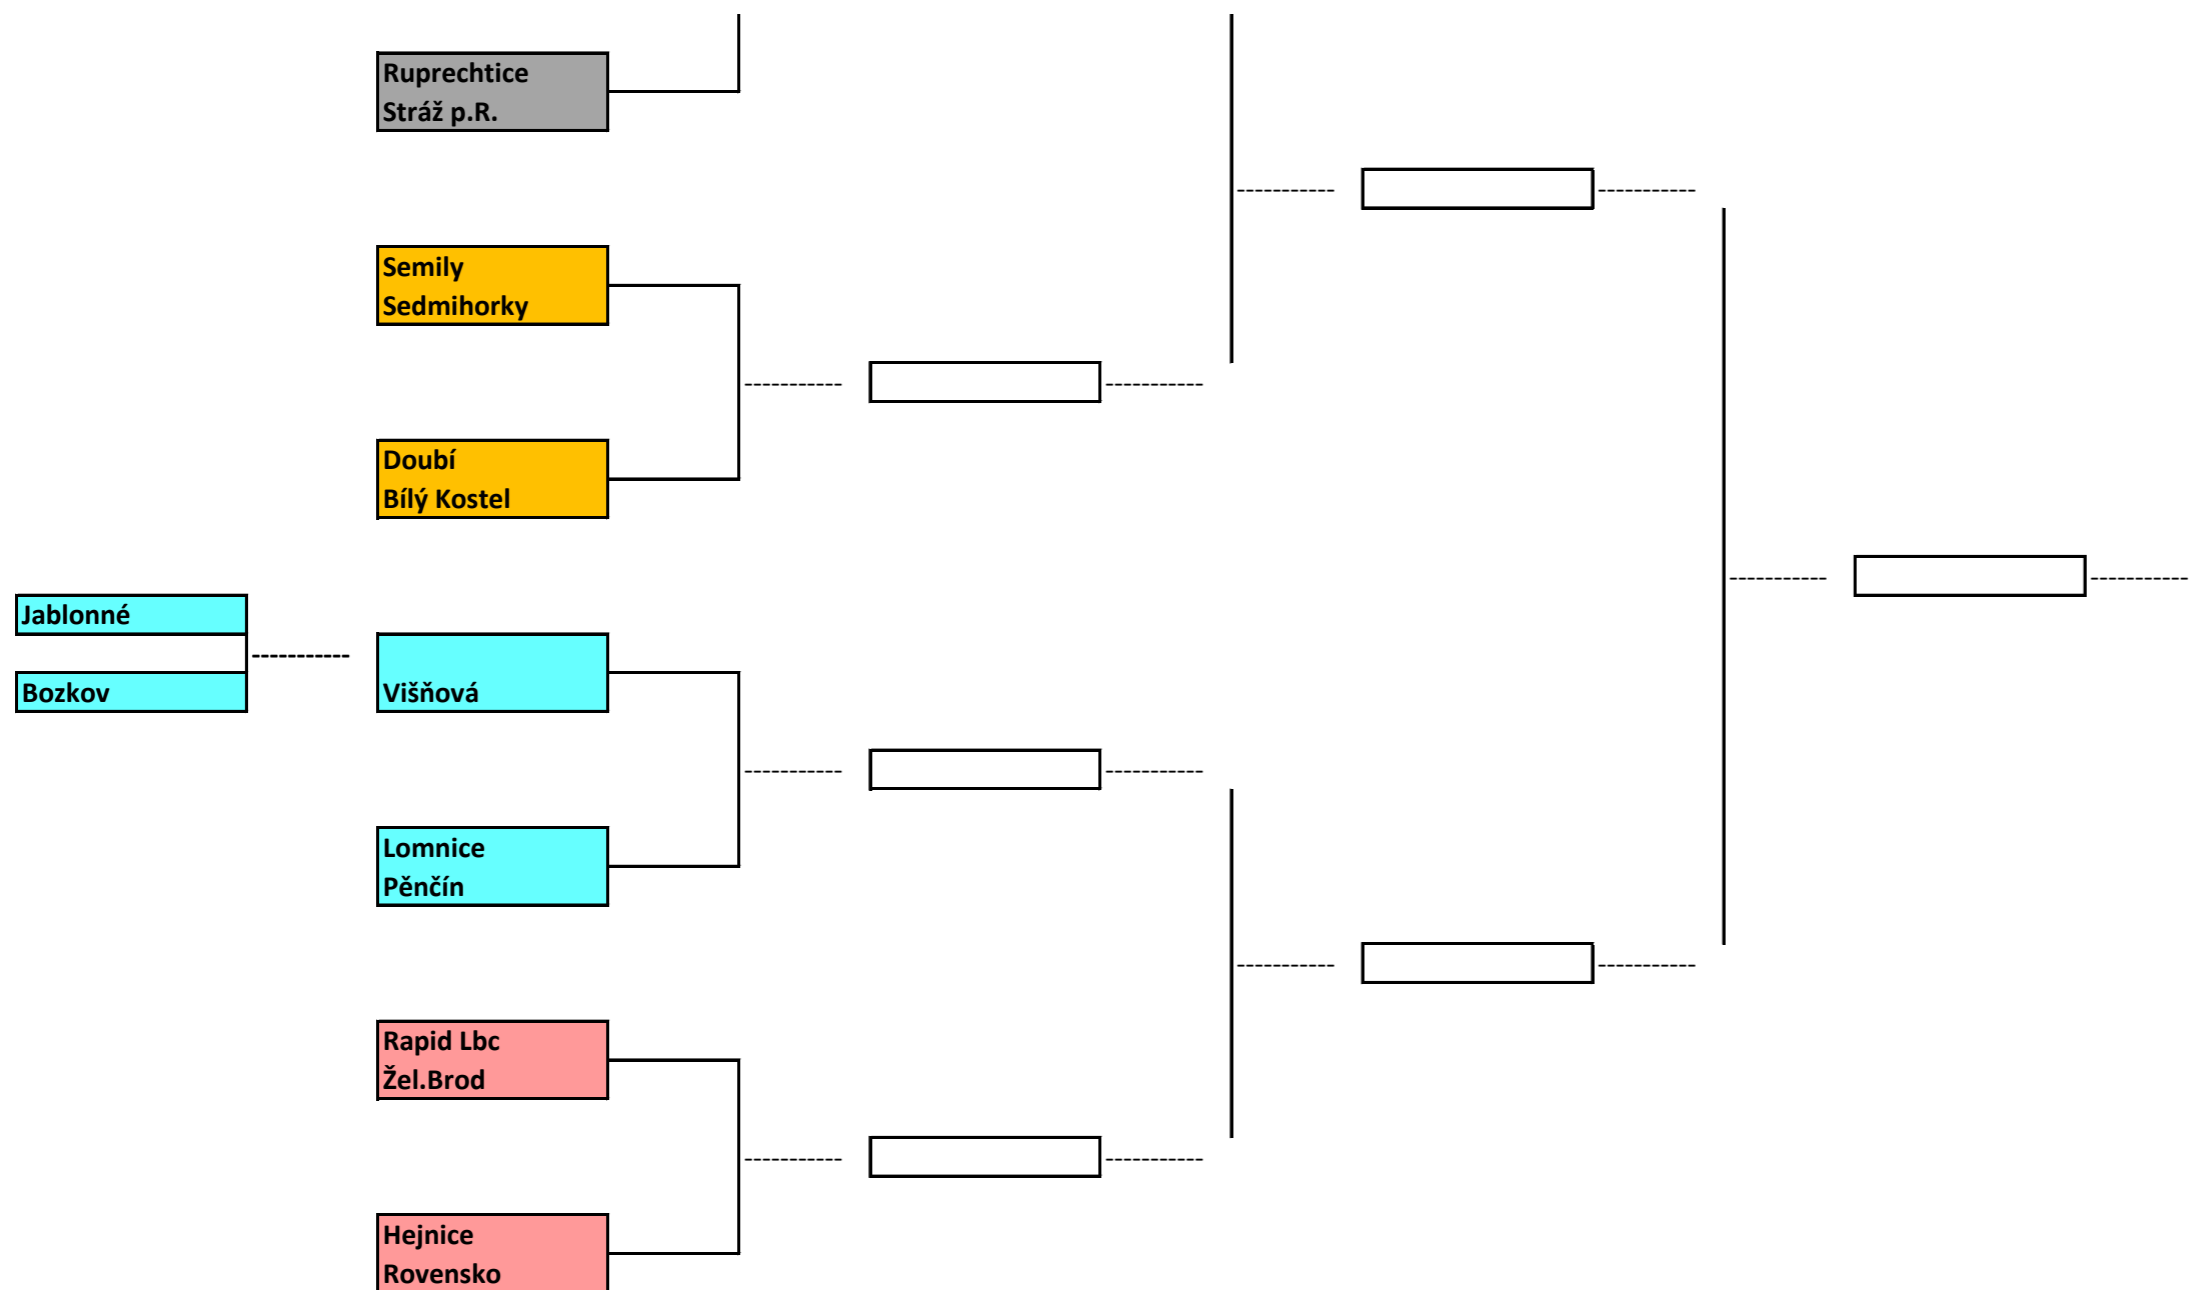 Ruprechtice
Stráž p.R.
Semily
Sedmihorky
Doubí
Bílý Kostel
Jablonné
Bozkov
Višňová
Lomnice
Pěnčín
Rapid Lbc
Žel.Brod
Hejnice
Rovensko